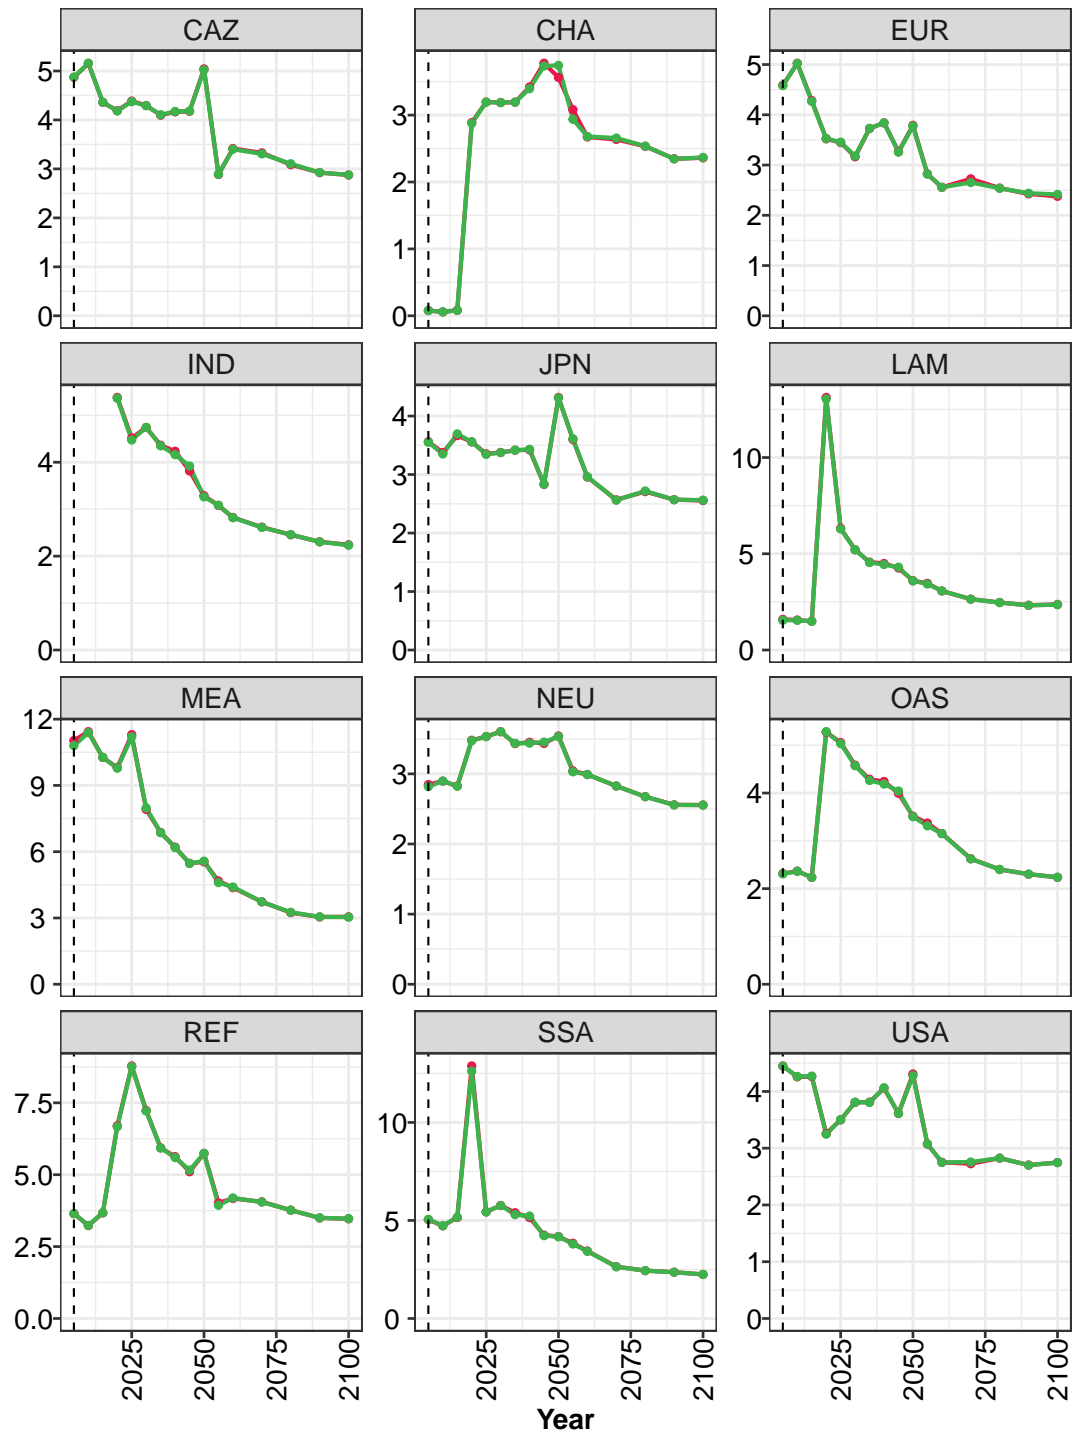 CAZ CHA EUR
5 3 5
4 2 4
3 1 3
2 0 2
1 1
0 0
IND JPN LAM
4 4 10
2 3 5
0 2 0
1
0
MEA NEU OAS
12 3 4
9 2 2
6 1 0
3 0
0
REF SSA USA
7.5 10 4
5.0 5 3
2.5 0 2
0.0 1
0
2025 2050 2075 2100 2025 2050 2075 2100 2025 2050 2075 2100
Year